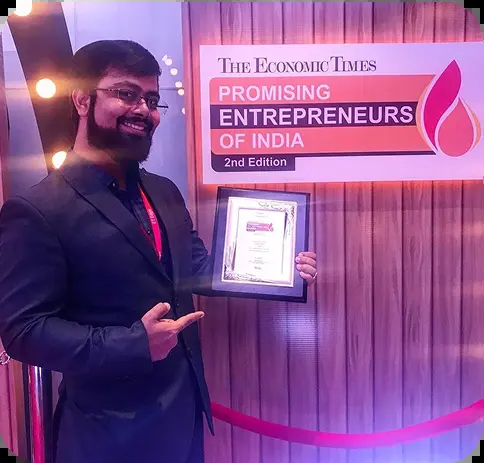 THE ECONOMIC TIMES
PROMISING
ENTREPRENEURS
OF INDIA
2nd Edition